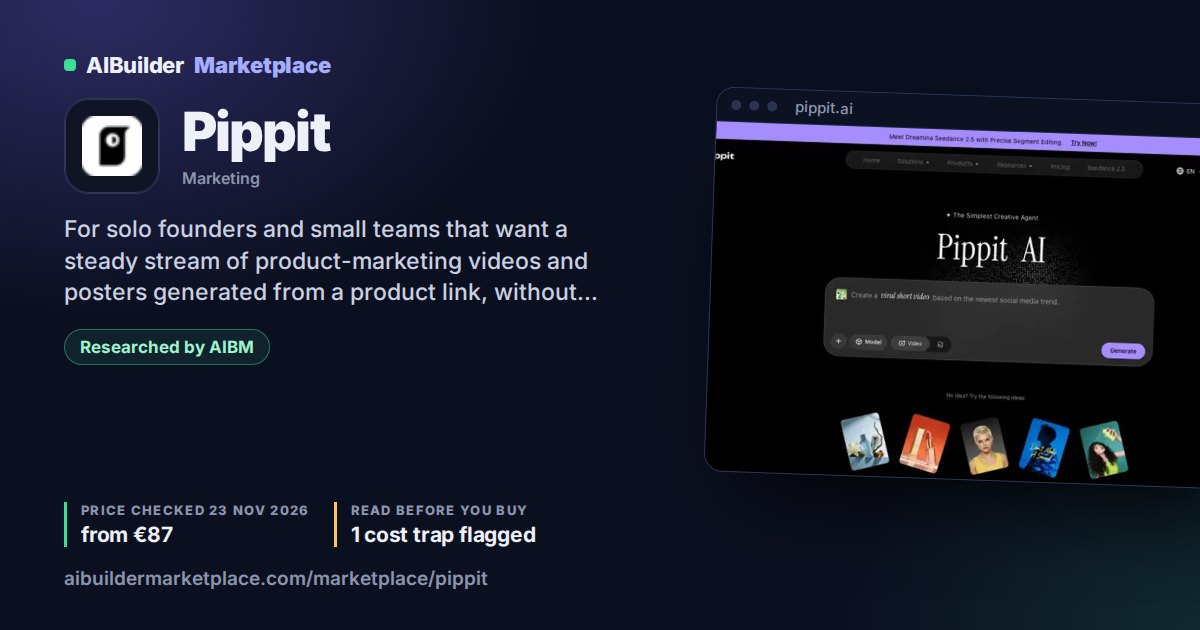 AIBuilder Marketplace
Pippit
Marketing
For solo founders and small teams that want a
steady stream of product-marketing videos and
posters generated from a product link, without...
Researched by AIBM
PRICE CHECKED 23 NOV 2026
from €87
READ BEFORE YOU BUY
1 cost trap flagged
aibuildermarketplace.com/marketplace/pippit
pippit.ai
Meet Dreamina Seedance 2.5 with Precise Segment Editing. Try Now!
ppit
Home Solutions Products Resources Pricing Seedance 2.5
EN
The Simplest Creative Agent
Pippit AI
Create a viral short video based on the newest social media trend.
+ Model Video
Generate
No idea? Try the following ideas: